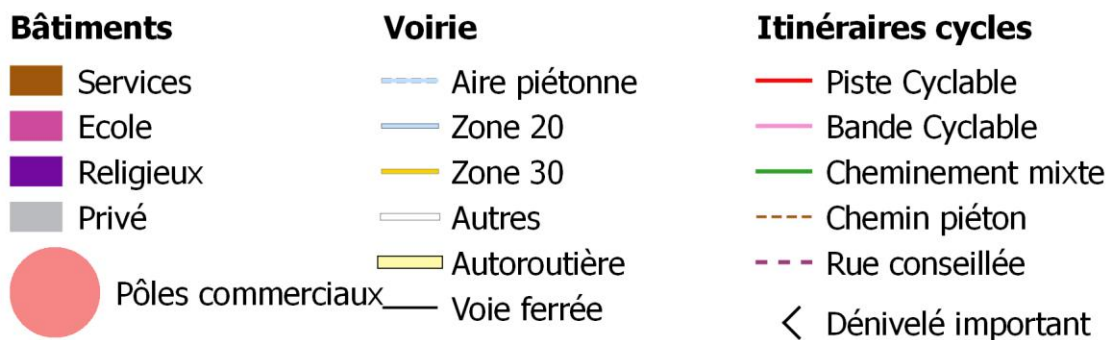 Bâtiments
Services
Ecole
Religieux
Privé
Pôles commerciaux
Voirie
Aire piétonne
Zone 20
Zone 30
Autres
Autoroutière
Voie ferrée
Itinéraires cycles
Piste Cyclable
Bande Cyclable
Cheminement mixte
Chemin piéton
Rue conseillée
Dénivelé important